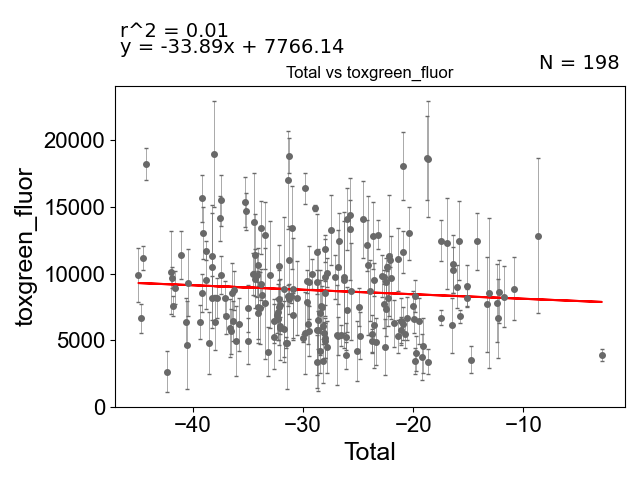 r^2 = 0.01
y = -33.89x + 7766.14
N = 198
Total vs toxgreen_fluor
toxgreen_fluor
20000
15000
10000
5000
0
−40
−30
−20
−10
Total